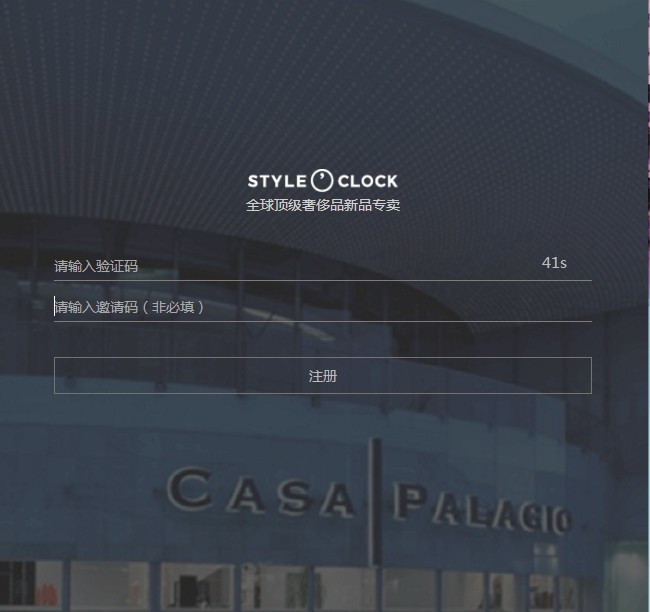 STYLE O'CLOCK
全球顶级奢侈品新品专卖
请输入验证码 41s
请输入邀请码（非必填）
注册
CASA PALAGIO